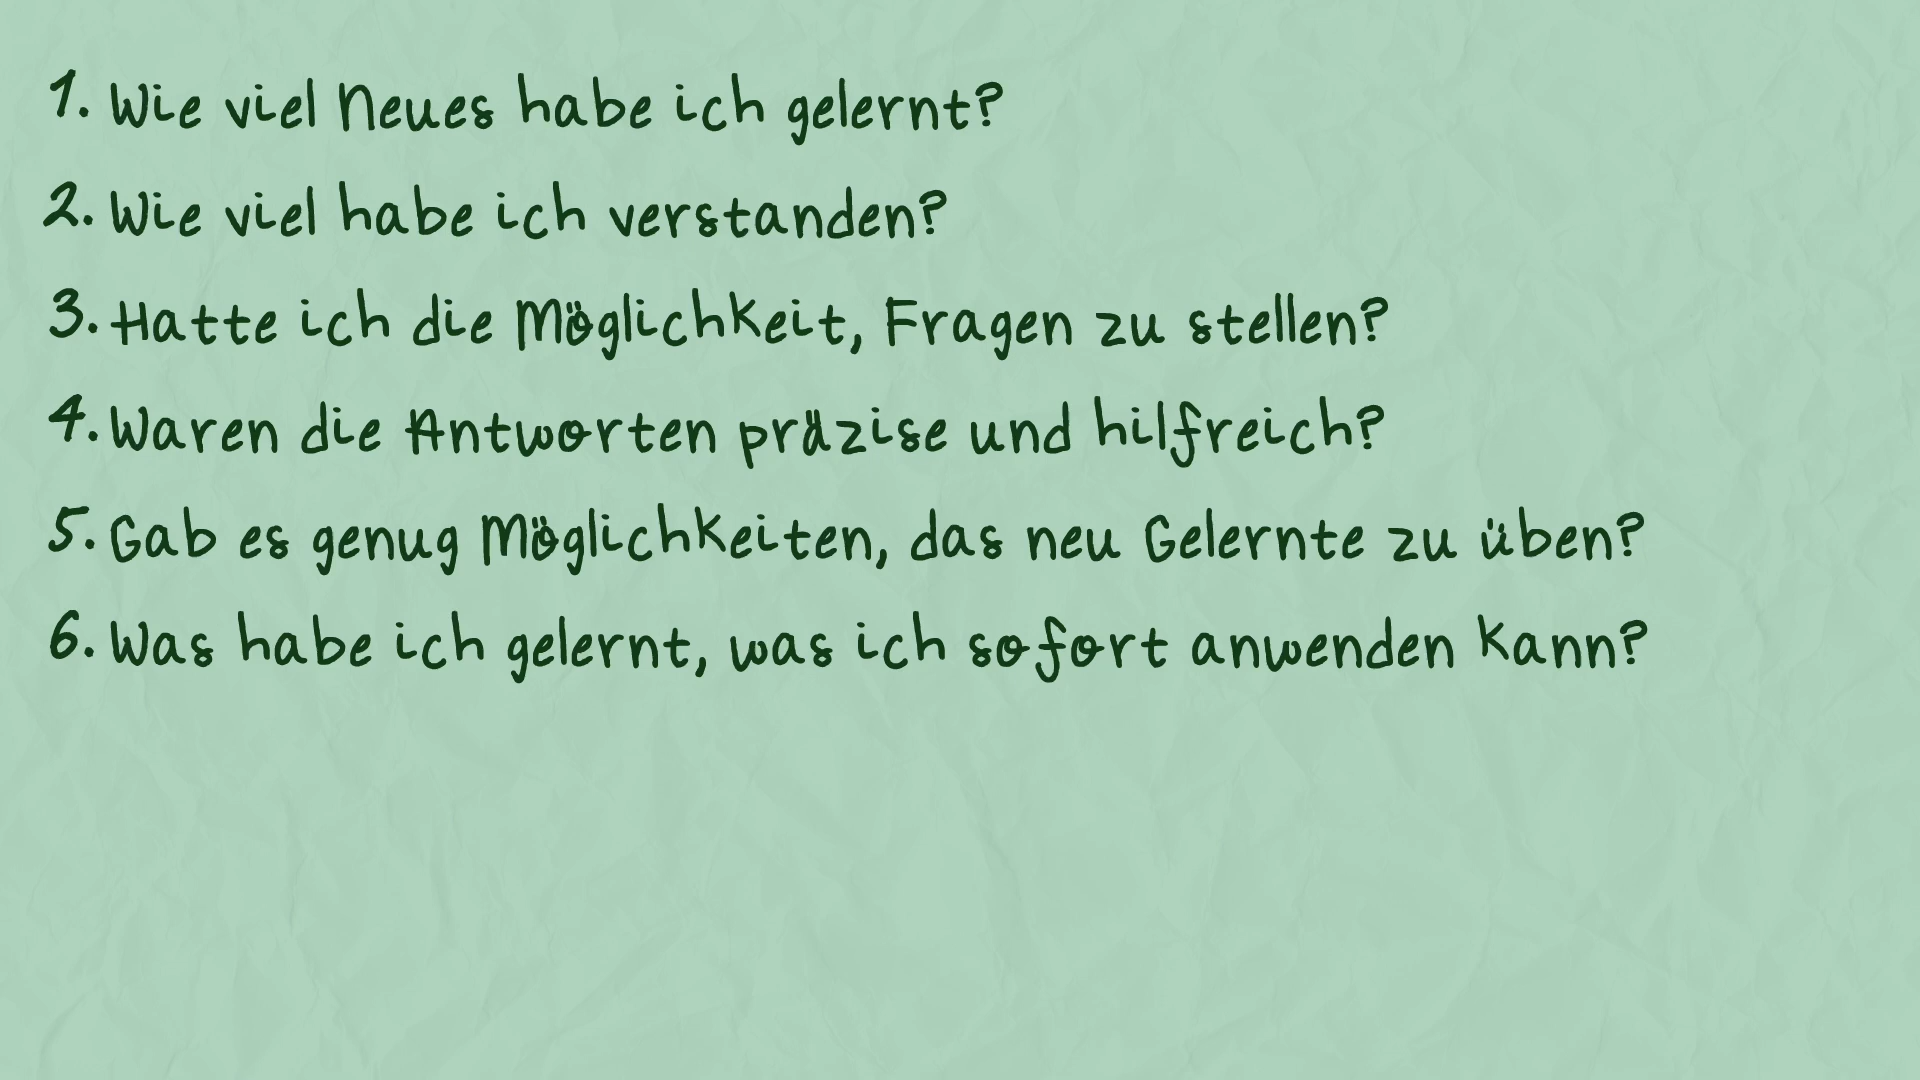 1. Wie viel Neues habe ich gelernt?
2. Wie viel habe ich verstanden?
3. Hatte ich die Möglichkeit, Fragen zu stellen?
4. Waren die Antworten präzise und hilfreich?
5. Gab es genug Möglichkeiten, das neu Gelernte zu üben?
6. Was habe ich gelernt, was ich sofort anwenden kann?